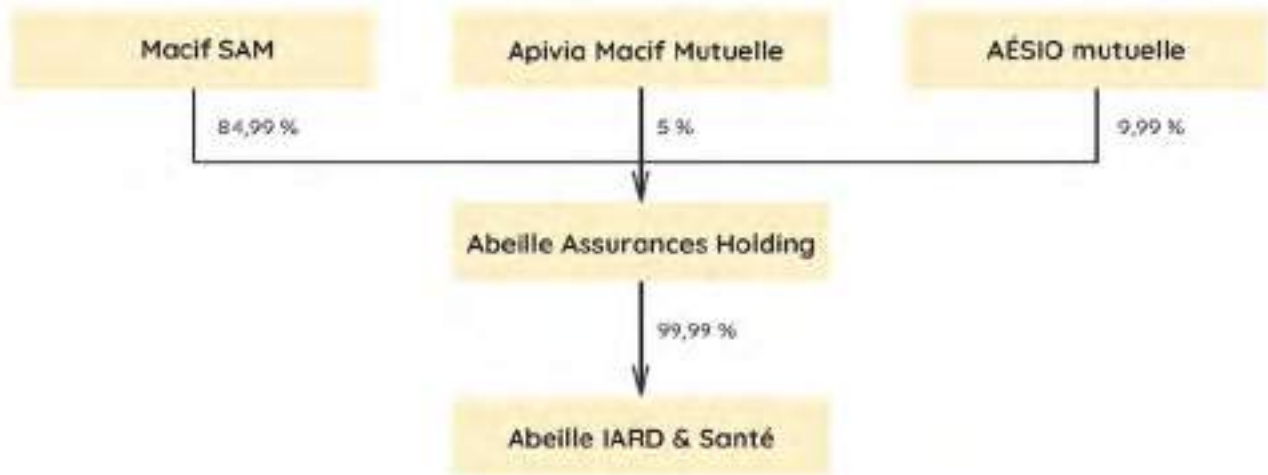 Macif SAM
Apivia Macif Mutuelle
AÉSIO mutuelle
84,99 %
5 %
9,99 %
Abeille Assurances Holding
99,99 %
Abeille IARD & Santé